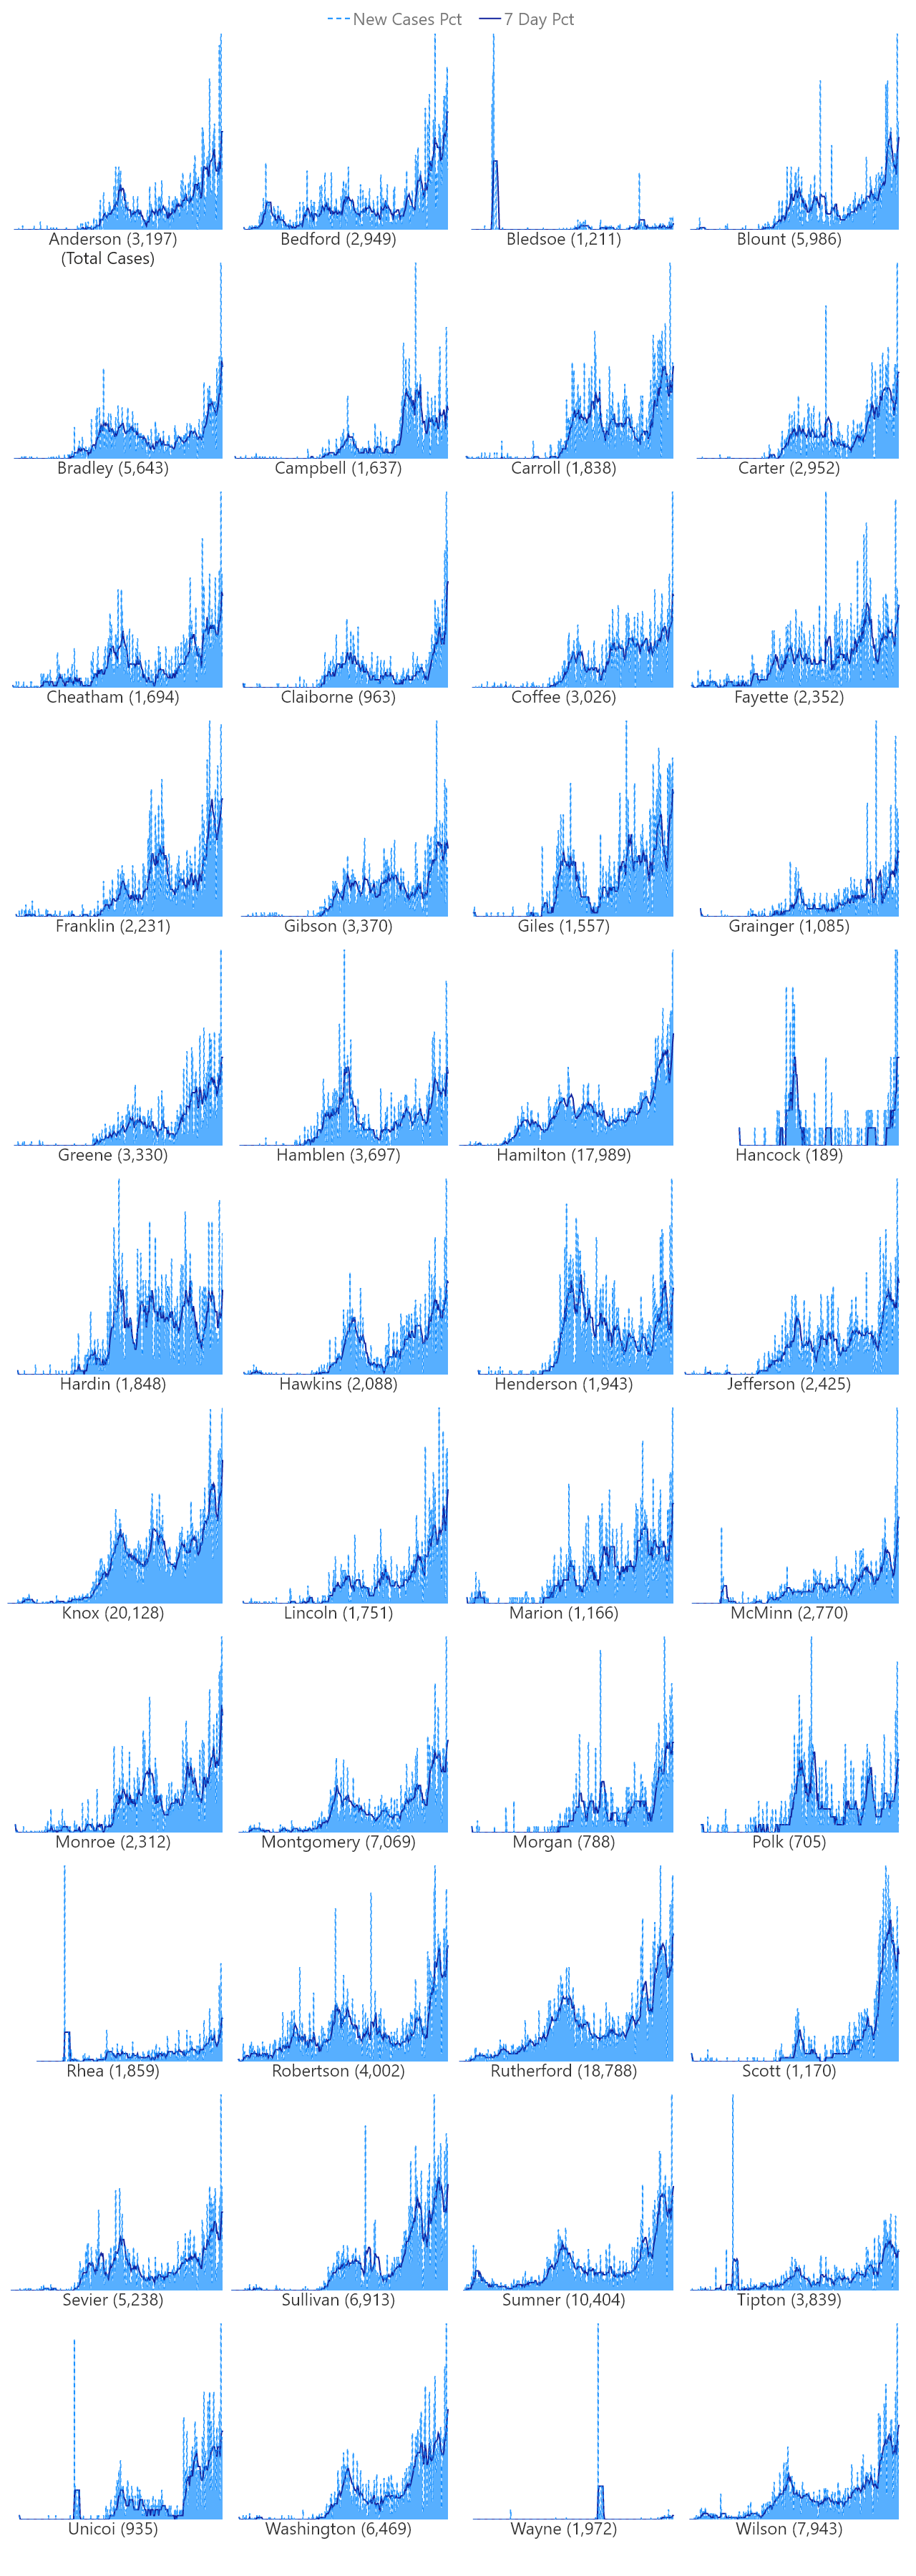 New Cases Pct 7 Day Pct
Anderson (3,197) Bedford (2,949) Bledsoe (1,211) Blount (5,986)
(Total Cases)
Bradley (5,643) Campbell (1,637) Carroll (1,838) Carter (2,952)
Cheatham (1,694) Claiborne (963) Coffee (3,026) Fayette (2,352)
Franklin (2,231) Gibson (3,370) Giles (1,557) Grainger (1,085)
Greene (3,330) Hamblen (3,697) Hamilton (17,989) Hancock (189)
Hardin (1,848) Hawkins (2,088) Henderson (1,943) Jefferson (2,425)
Knox (20,128) Lincoln (1,751) Marion (1,166) McMinn (2,770)
Monroe (2,312) Montgomery (7,069) Morgan (788) Polk (705)
Rhea (1,859) Robertson (4,002) Rutherford (18,788) Scott (1,170)
Sevier (5,238) Sullivan (6,913) Sumner (10,404) Tipton (3,839)
Unicoi (935) Washington (6,469) Wayne (1,972) Wilson (7,943)